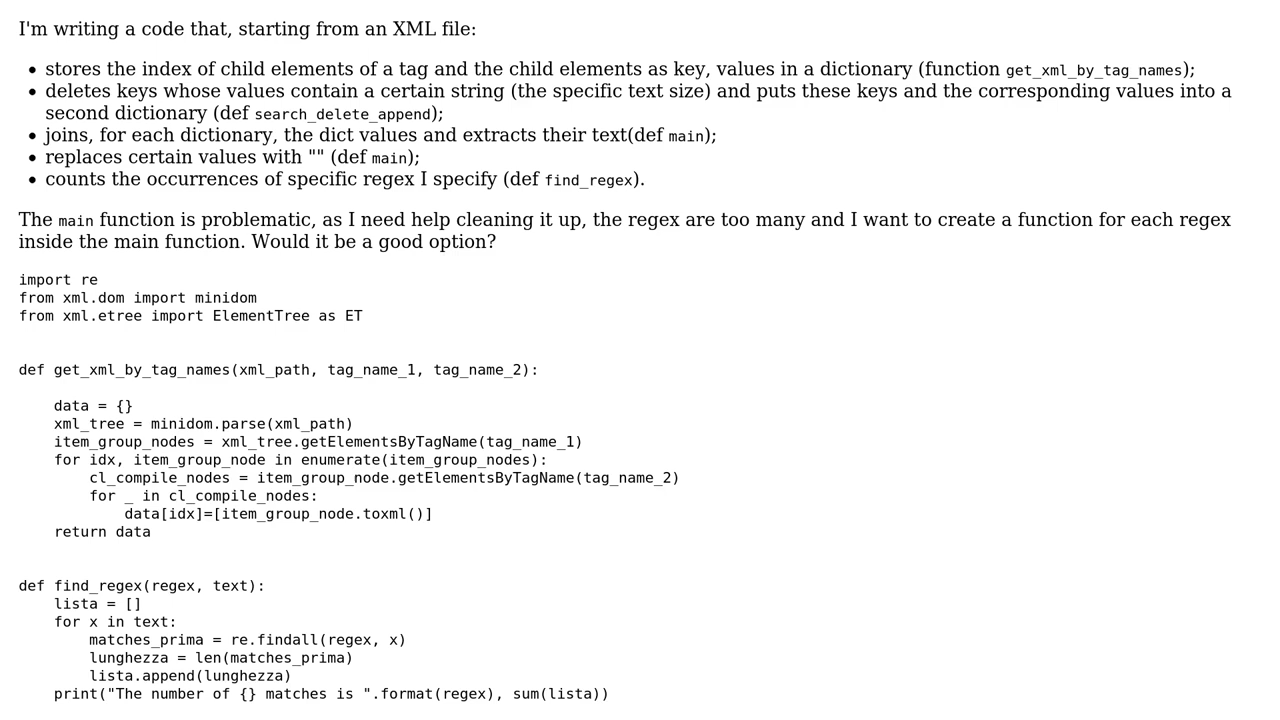 I'm writing a code that, starting from an XML file:
• stores the index of child elements of a tag and the child elements as key, values in a dictionary (function get_xml_by_tag_names);
• deletes keys whose values contain a certain string (the specific text size) and puts these keys and the corresponding values into a
second dictionary (def search_delete_append);
• joins, for each dictionary, the dict values and extracts their text(def main);
• replaces certain values with "" (def main);
• counts the occurrences of specific regex I specify (def find_regex).
The main function is problematic, as I need help cleaning it up, the regex are too many and I want to create a function for each regex
inside the main function. Would it be a good option?
import re
from xml.dom import minidom
from xml.etree import ElementTree as ET
def get_xml_by_tag_names(xml_path, tag_name_1, tag_name_2):
    data = {}
    xml_tree = minidom.parse(xml_path)
    item_group_nodes = xml_tree.getElementsByTagName(tag_name_1)
    for idx, item_group_node in enumerate(item_group_nodes):
        cl_compile_nodes = item_group_node.getElementsByTagName(tag_name_2)
        for _ in cl_compile_nodes:
            data[idx]=[item_group_node.toxml()]
    return data
def find_regex(regex, text):
    lista = []
    for x in text:
        matches_prima = re.findall(regex, x)
        lunghezza = len(matches_prima)
        lista.append(lunghezza)
    print("The number of {} matches is ".format(regex), sum(lista))